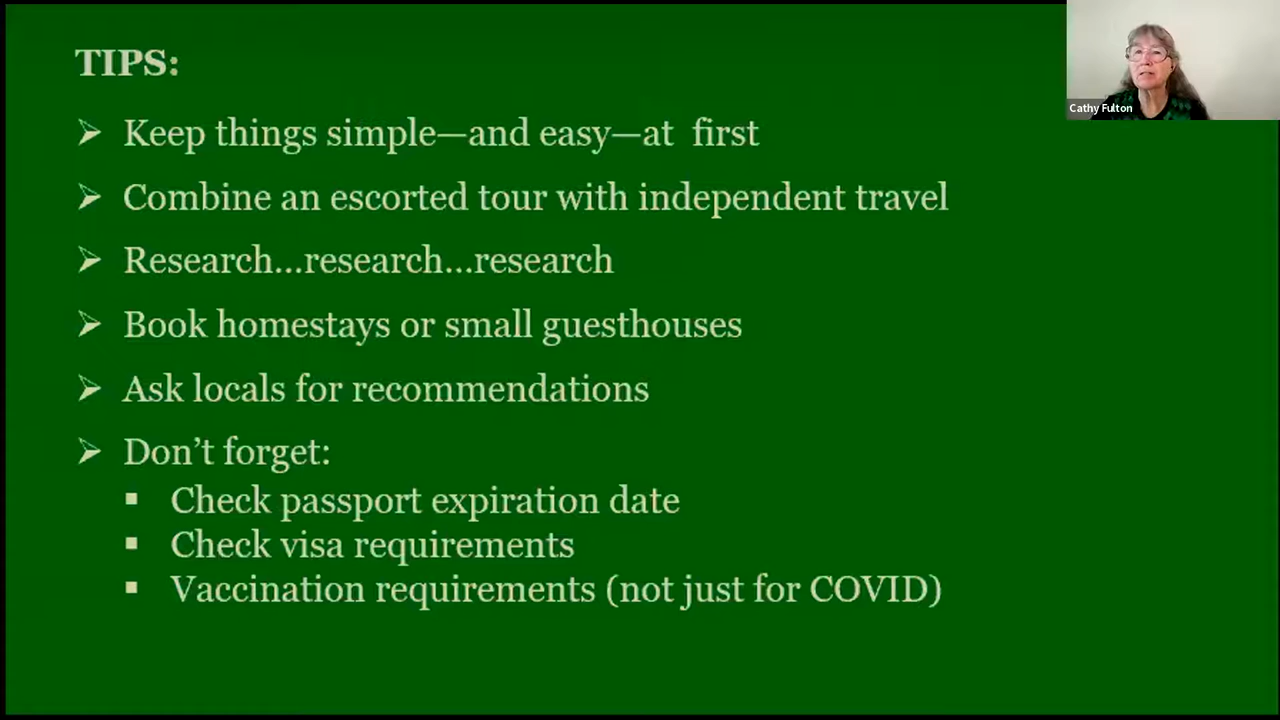 TIPS:
Cathy Fulton
➢ Keep things simple—and easy—at  first
➢ Combine an escorted tour with independent travel
➢ Research...research...research
➢ Book homestays or small guesthouses
➢ Ask locals for recommendations
➢ Don’t forget:
▪ Check passport expiration date
▪ Check visa requirements
▪ Vaccination requirements (not just for COVID)